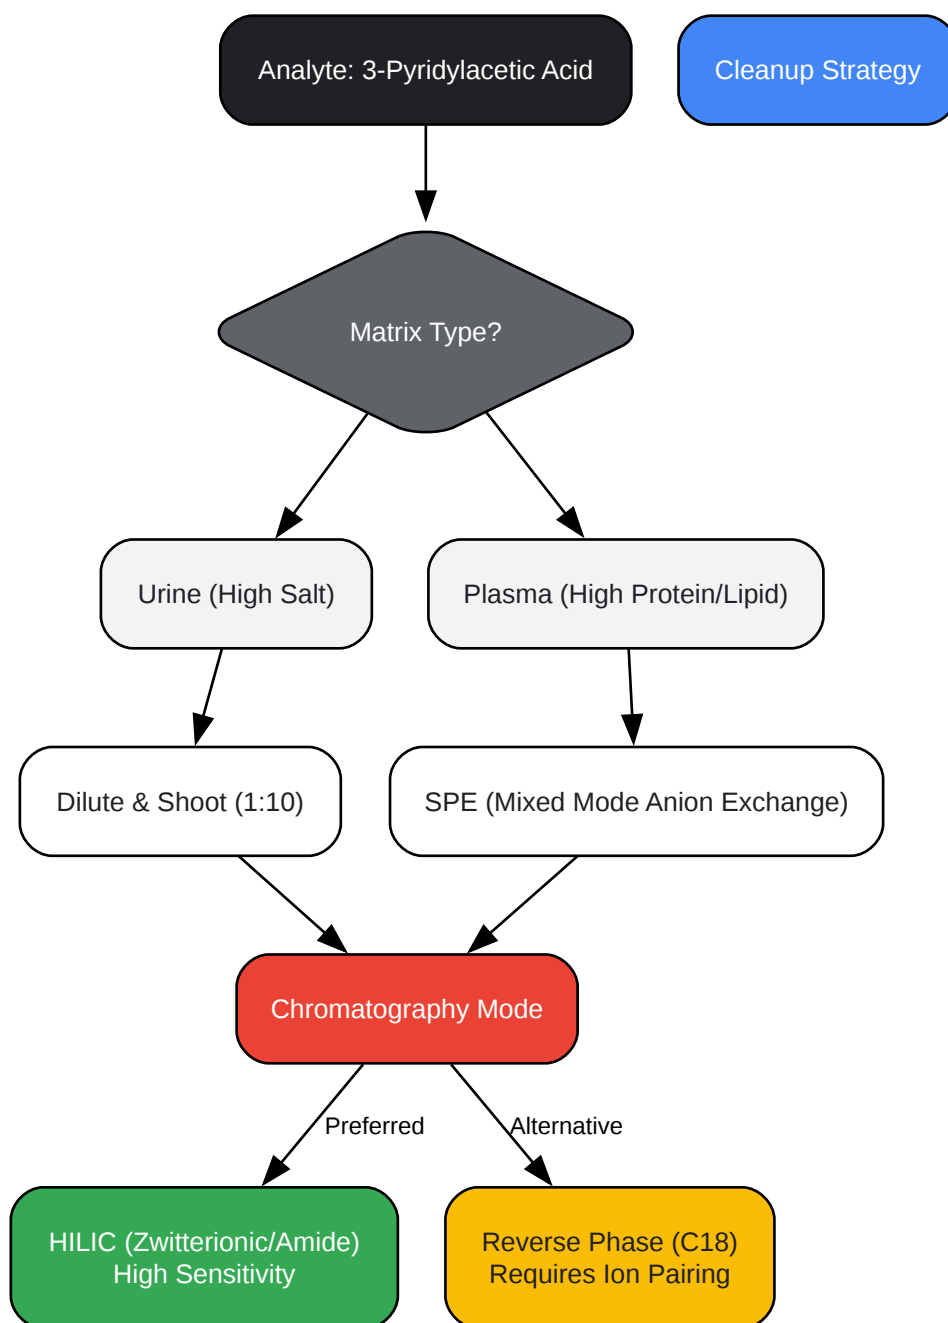 Analyte: 3-Pyridylacetic Acid
Cleanup Strategy
Matrix Type?
Urine (High Salt)
Plasma (High Protein/Lipid)
Dilute & Shoot (1:10)
SPE (Mixed Mode Anion Exchange)
Chromatography Mode
Preferred
Alternative
HILIC (Zwitterionic/Amide)
High Sensitivity
Reverse Phase (C18)
Requires Ion Pairing